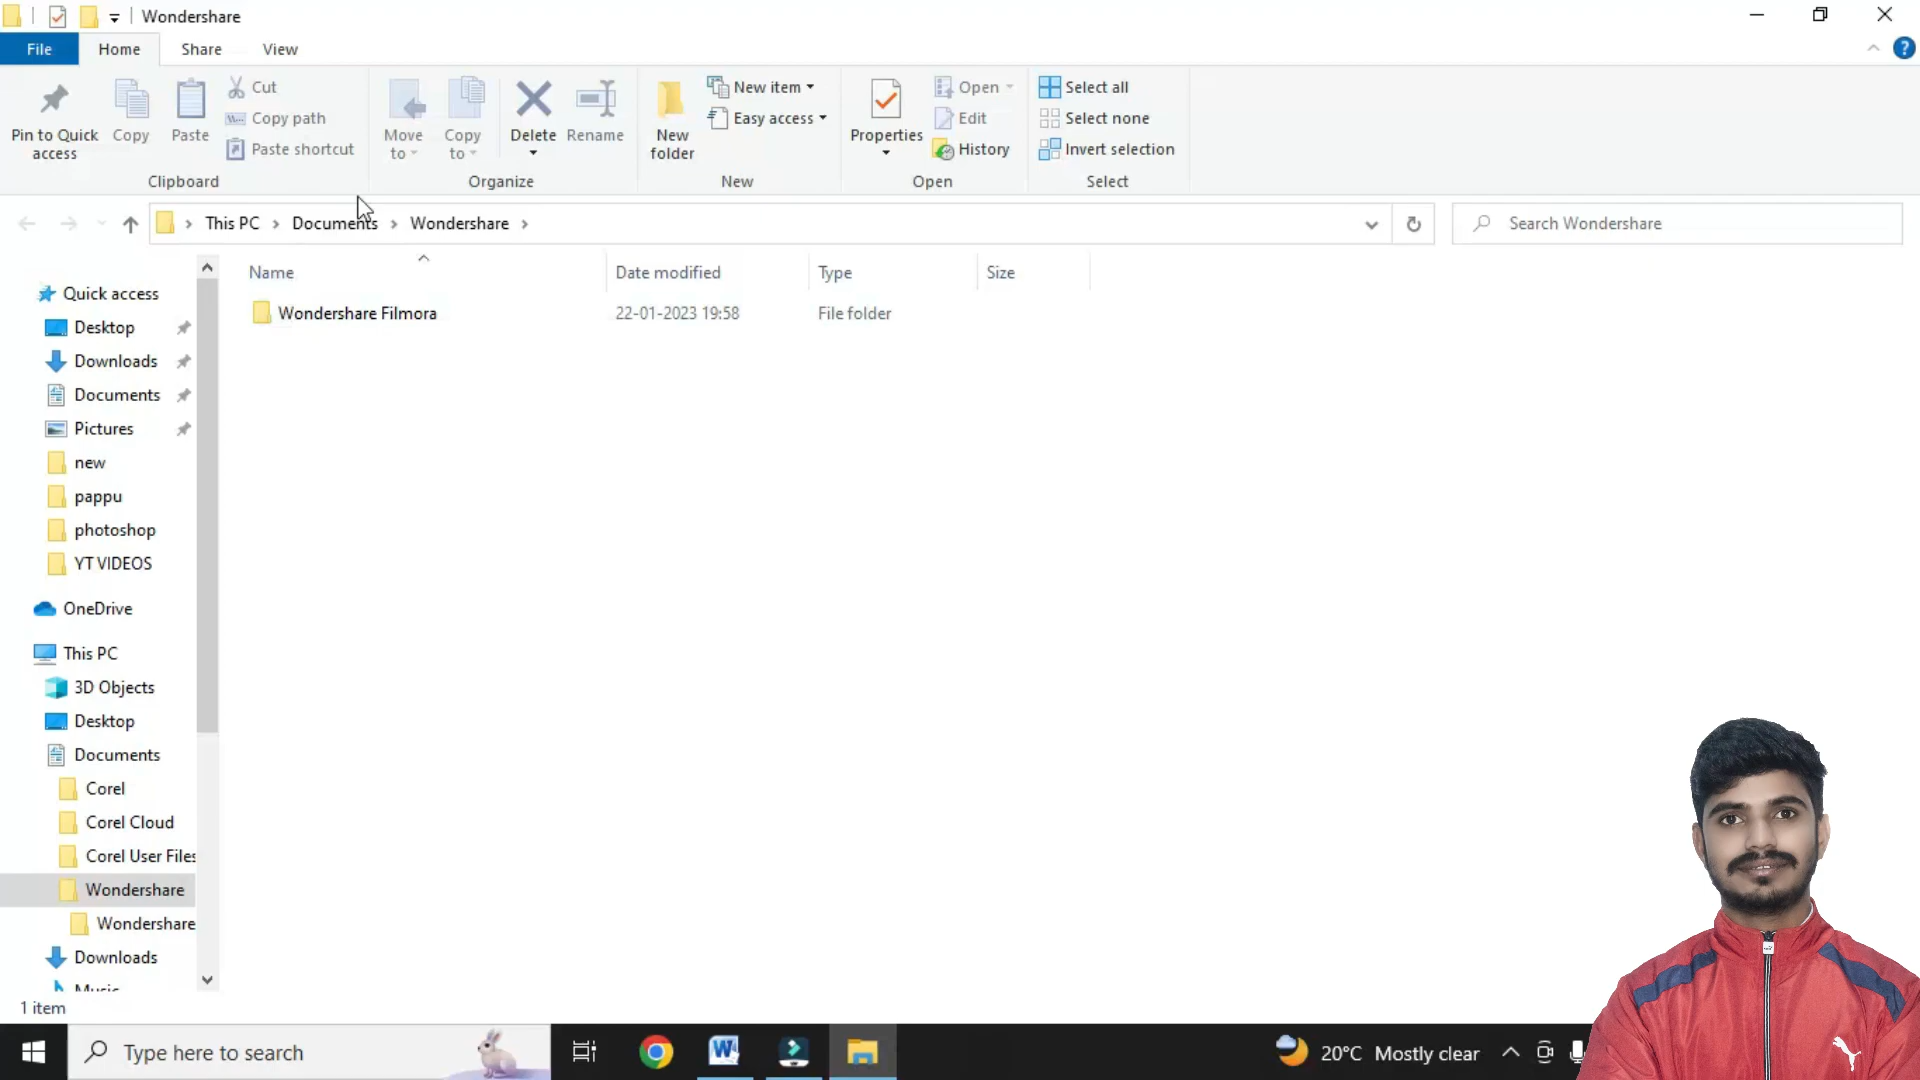 Wondershare
File Home Share View
Pin to Quick access
Copy
Paste
Cut
Copy path
Paste shortcut
Clipboard
Move to
Copy to
Delete
Rename
Organize
New folder
New item
Easy access
New
Properties
Open
Edit
History
Open
Select all
Select none
Invert selection
Select
This PC > Documents > Wondershare >
Search Wondershare
Name Date modified Type Size
Wondershare Filmora 22-01-2023 19:58 File folder
Quick access
Desktop
Downloads
Documents
Pictures
new
pappu
photoshop
YT VIDEOS
OneDrive
This PC
3D Objects
Desktop
Documents
Corel
Corel Cloud
Corel User Files
Wondershare
Wondershare
Downloads
Music
1 item
Type here to search
20°C Mostly clear